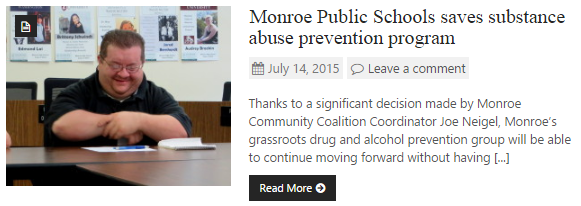 Monroe Public Schools saves substance
abuse prevention program
July 14, 2015 Leave a comment
Thanks to a significant decision made by Monroe
Community Coalition Coordinator Joe Neigel, Monroe's
grassroots drug and alcohol prevention group will be able
to continue moving forward without having [...]
Read More